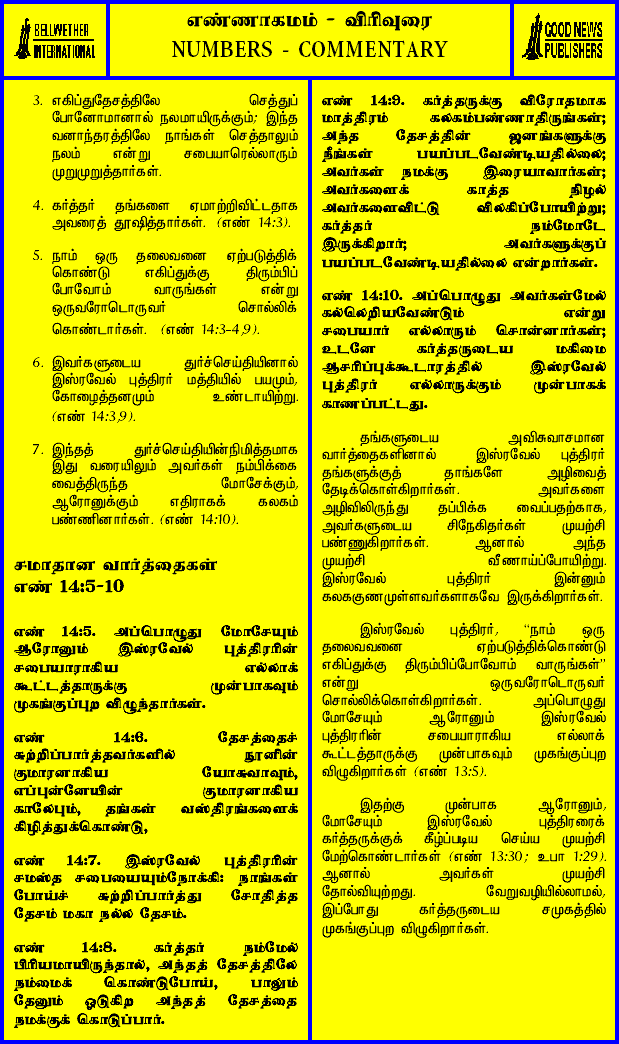 BELLWETHER
INTERNATIONAL
எண்ணாகமம் - விரிவுரை
NUMBERS - COMMENTARY
GOOD NEWS
PUBLISHERS
3. எகிப்துதேசத்திலே செத்துப்
போனோமானால் நலமாயிருக்கும்; இந்த
வனாந்தரத்திலே நாங்கள் செத்தாலும்
நலம் என்று சபையாரெல்லாரும்
முறுமுறுத்தார்கள்.
4. கர்த்தர் தங்களை ஏமாற்றிவிட்டதாக
அவரைத் தூஷித்தார்கள். (எண் 14:3).
5. நாம் ஒரு தலைவனை ஏற்படுத்திக்
கொண்டு எகிப்துக்கு திரும்பிப்
போவோம் வாருங்கள் என்று
ஒருவரோடொருவர் சொல்லிக்
கொண்டார்கள். (எண் 14:3-4,9).
6. இவர்களுடைய துர்ச்செய்தியினால்
இஸ்ரவேல் புத்திரர் மத்தியில் பயமும்,
கோழைத்தனமும் உண்டாயிற்று.
(எண் 14:3,9).
7. இந்தத் துர்ச்செய்தியின்நிமித்தமாக
இது வரையிலும் அவர்கள் நம்பிக்கை
வைத்திருந்த மோசேக்கும்,
ஆரோனுக்கும் எதிராகக் கலகம்
பண்ணினார்கள். (எண் 14:10).
சமாதான வார்த்தைகள்
எண் 14:5-10
எண் 14:5. அப்பொழுது மோசேயும்
ஆரோனும் இஸ்ரவேல் புத்திரரின்
சபையாராகிய எல்லாக்
கூட்டத்தாருக்கு முன்பாகவும்
முகங்குப்புற விழுந்தார்கள்.
எண் 14:6. தேசத்தைச்
சுற்றிப்பார்த்தவர்களில் நூனின்
குமாரனாகிய யோசுவாவும்,
எப்புன்னேயின் குமாரனாகிய
காலேபும், தங்கள் வஸ்திரங்களைக்
கிழித்துக்கொண்டு,
எண் 14:7. இஸ்ரவேல் புத்திரரின்
சமஸ்த சபையையும்நோக்கி: நாங்கள்
போய்ச் சுற்றிப்பார்த்து சோதித்த
தேசம் மகா நல்ல தேசம்.
எண் 14:8. கர்த்தர் நம்மேல்
பிரியமாயிருந்தால், அந்தத் தேசத்திலே
நம்மைக் கொண்டுபோய், பாலும்
தேனும் ஓடுகிற அந்தத் தேசத்தை
நமக்குக் கொடுப்பார்.
எண் 14:9. கர்த்தருக்கு விரோதமாக
மாத்திரம் கலகம்பண்ணாதிருங்கள்;
அந்த தேசத்தின் ஜனங்களுக்கு
நீங்கள் பயப்படவேண்டியதில்லை;
அவர்கள் நமக்கு இரையாவார்கள்;
அவர்களைக் காத்த நிழல்
அவர்களைவிட்டு விலகிப்போயிற்று;
கர்த்தர் நம்மோடே
இருக்கிறார்; அவர்களுக்குப்
பயப்படவேண்டியதில்லை என்றார்கள்.
எண் 14:10. அப்பொழுது அவர்கள்மேல்
கல்லெறியவேண்டும் என்று
சபையார் எல்லாரும் சொன்னார்கள்;
உடனே கர்த்தருடைய மகிமை
ஆசரிப்புக்கூடாரத்தில் இஸ்ரவேல்
புத்திரர் எல்லாருக்கும் முன்பாகக்
காணப்பட்டது.
தங்களுடைய அவிசுவாசமான
வார்த்தைகளினால் இஸ்ரவேல் புத்திரர்
தங்களுக்குத் தாங்களே அழிவைத்
தேடிக்கொள்கிறார்கள். அவர்களை
அழிவிலிருந்து தப்பிக்க வைப்பதற்காக,
அவர்களுடைய சிநேகிதர்கள் முயற்சி
பண்ணுகிறார்கள். ஆனால் அந்த
முயற்சி வீணாய்ப்போயிற்று.
இஸ்ரவேல் புத்திரர் இன்னும்
கலககுணமுள்ளவர்களாகவே இருக்கிறார்கள்.
இஸ்ரவேல் புத்திரர், “நாம் ஒரு
தலைவவனை ஏற்படுத்திக்கொண்டு
எகிப்துக்கு திரும்பிப்போவோம் வாருங்கள்”
என்று ஒருவரோடொருவர்
சொல்லிக்கொள்கிறார்கள். அப்பொழுது
மோசேயும் ஆரோனும் இஸ்ரவேல்
புத்திரரின் சபையாராகிய எல்லாக்
கூட்டத்தாருக்கு முன்பாகவும் முகங்குப்புற
விழுகிறார்கள் (எண் 13:5).
இதற்கு முன்பாக ஆரோனும்,
மோசேயும் இஸ்ரவேல் புத்திரரைக்
கர்த்தருக்குக் கீழ்ப்படிய செய்ய முயற்சி
மேற்கொண்டார்கள் (எண் 13:30; உபா 1:29).
ஆனால் அவர்கள் முயற்சி
தோல்வியுற்றது. வேறுவழியில்லாமல்,
இப்போது கர்த்தருடைய சமுகத்தில்
முகங்குப்புற விழுகிறார்கள்.